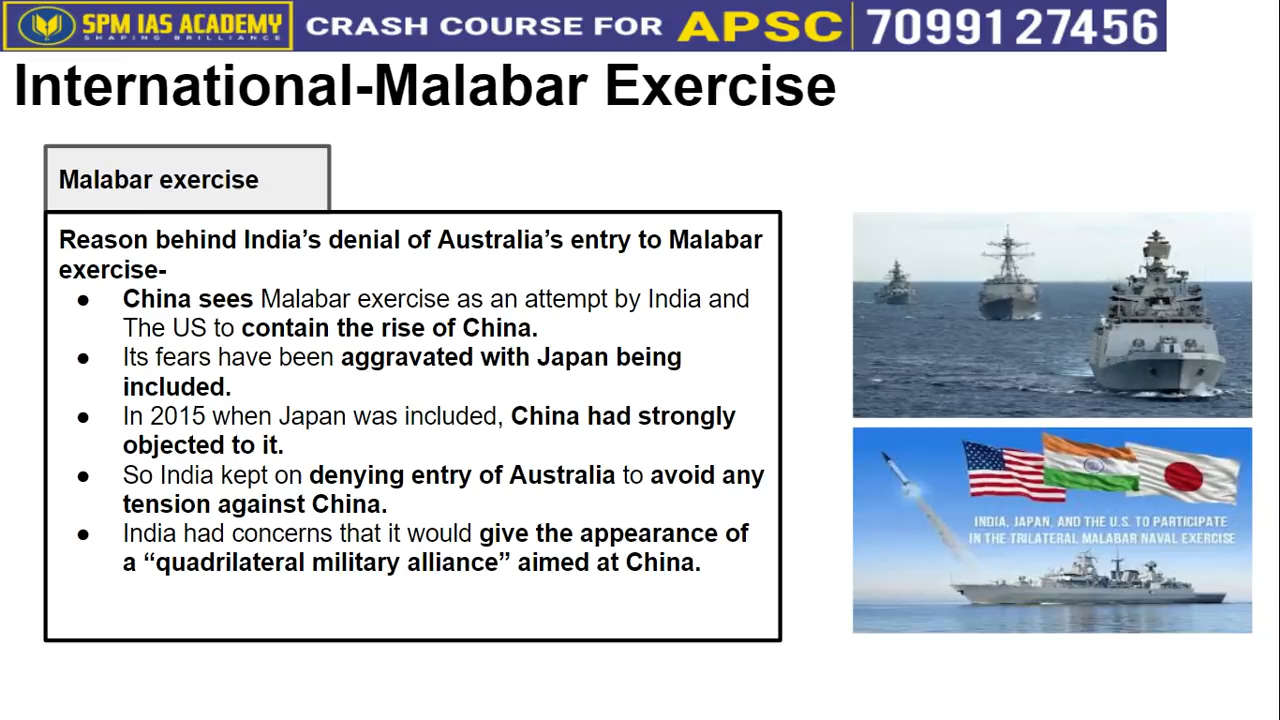 SPM IAS ACADEMY
SHAPING BRILLIANCE
CRASH COURSE FOR APSC 70991 27456
International-Malabar Exercise
Malabar exercise
Reason behind India’s denial of Australia’s entry to Malabar
exercise-
● China sees Malabar exercise as an attempt by India and
The US to contain the rise of China.
● Its fears have been aggravated with Japan being
included.
● In 2015 when Japan was included, China had strongly
objected to it.
● So India kept on denying entry of Australia to avoid any
tension against China.
● India had concerns that it would give the appearance of
a “quadrilateral military alliance” aimed at China.
INDIA, JAPAN, AND THE U.S. TO PARTICIPATE
IN THE TRILATERAL MALABAR NAVAL EXERCISE